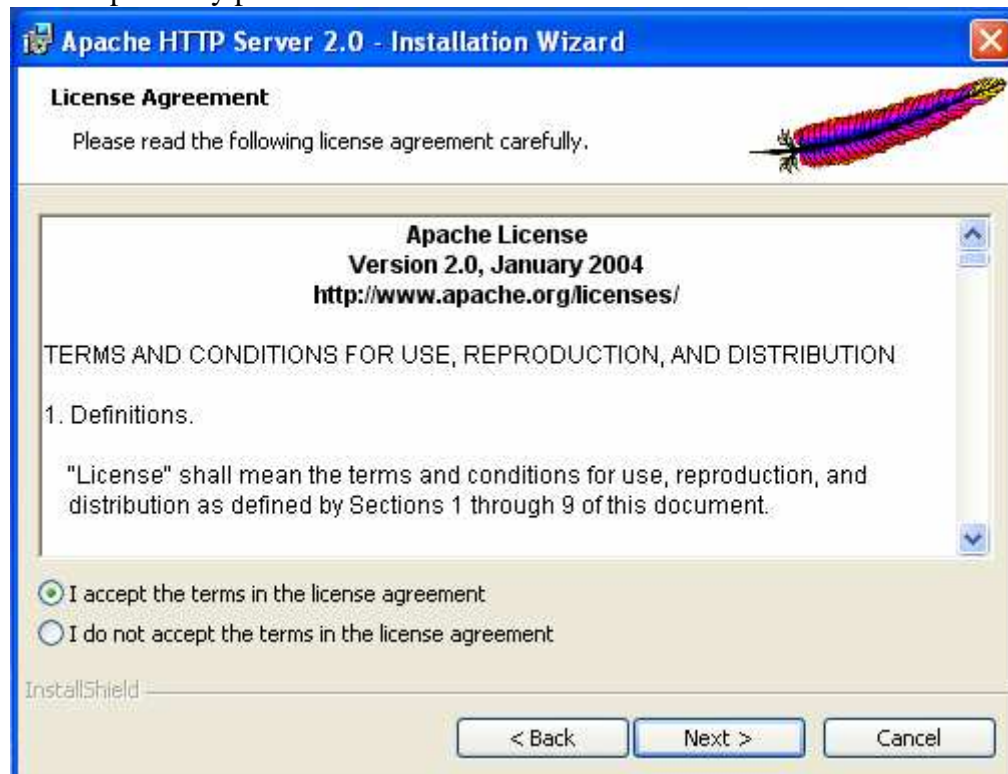 Apache HTTP Server 2.0 - Installation Wizard
License Agreement
Please read the following license agreement carefully.
Apache License
Version 2.0, January 2004
http://www.apache.org/licenses/
TERMS AND CONDITIONS FOR USE, REPRODUCTION, AND DISTRIBUTION
1. Definitions.
"License" shall mean the terms and conditions for use, reproduction, and
distribution as defined by Sections 1 through 9 of this document.
I accept the terms in the license agreement
I do not accept the terms in the license agreement
InstallShield
< Back Next > Cancel